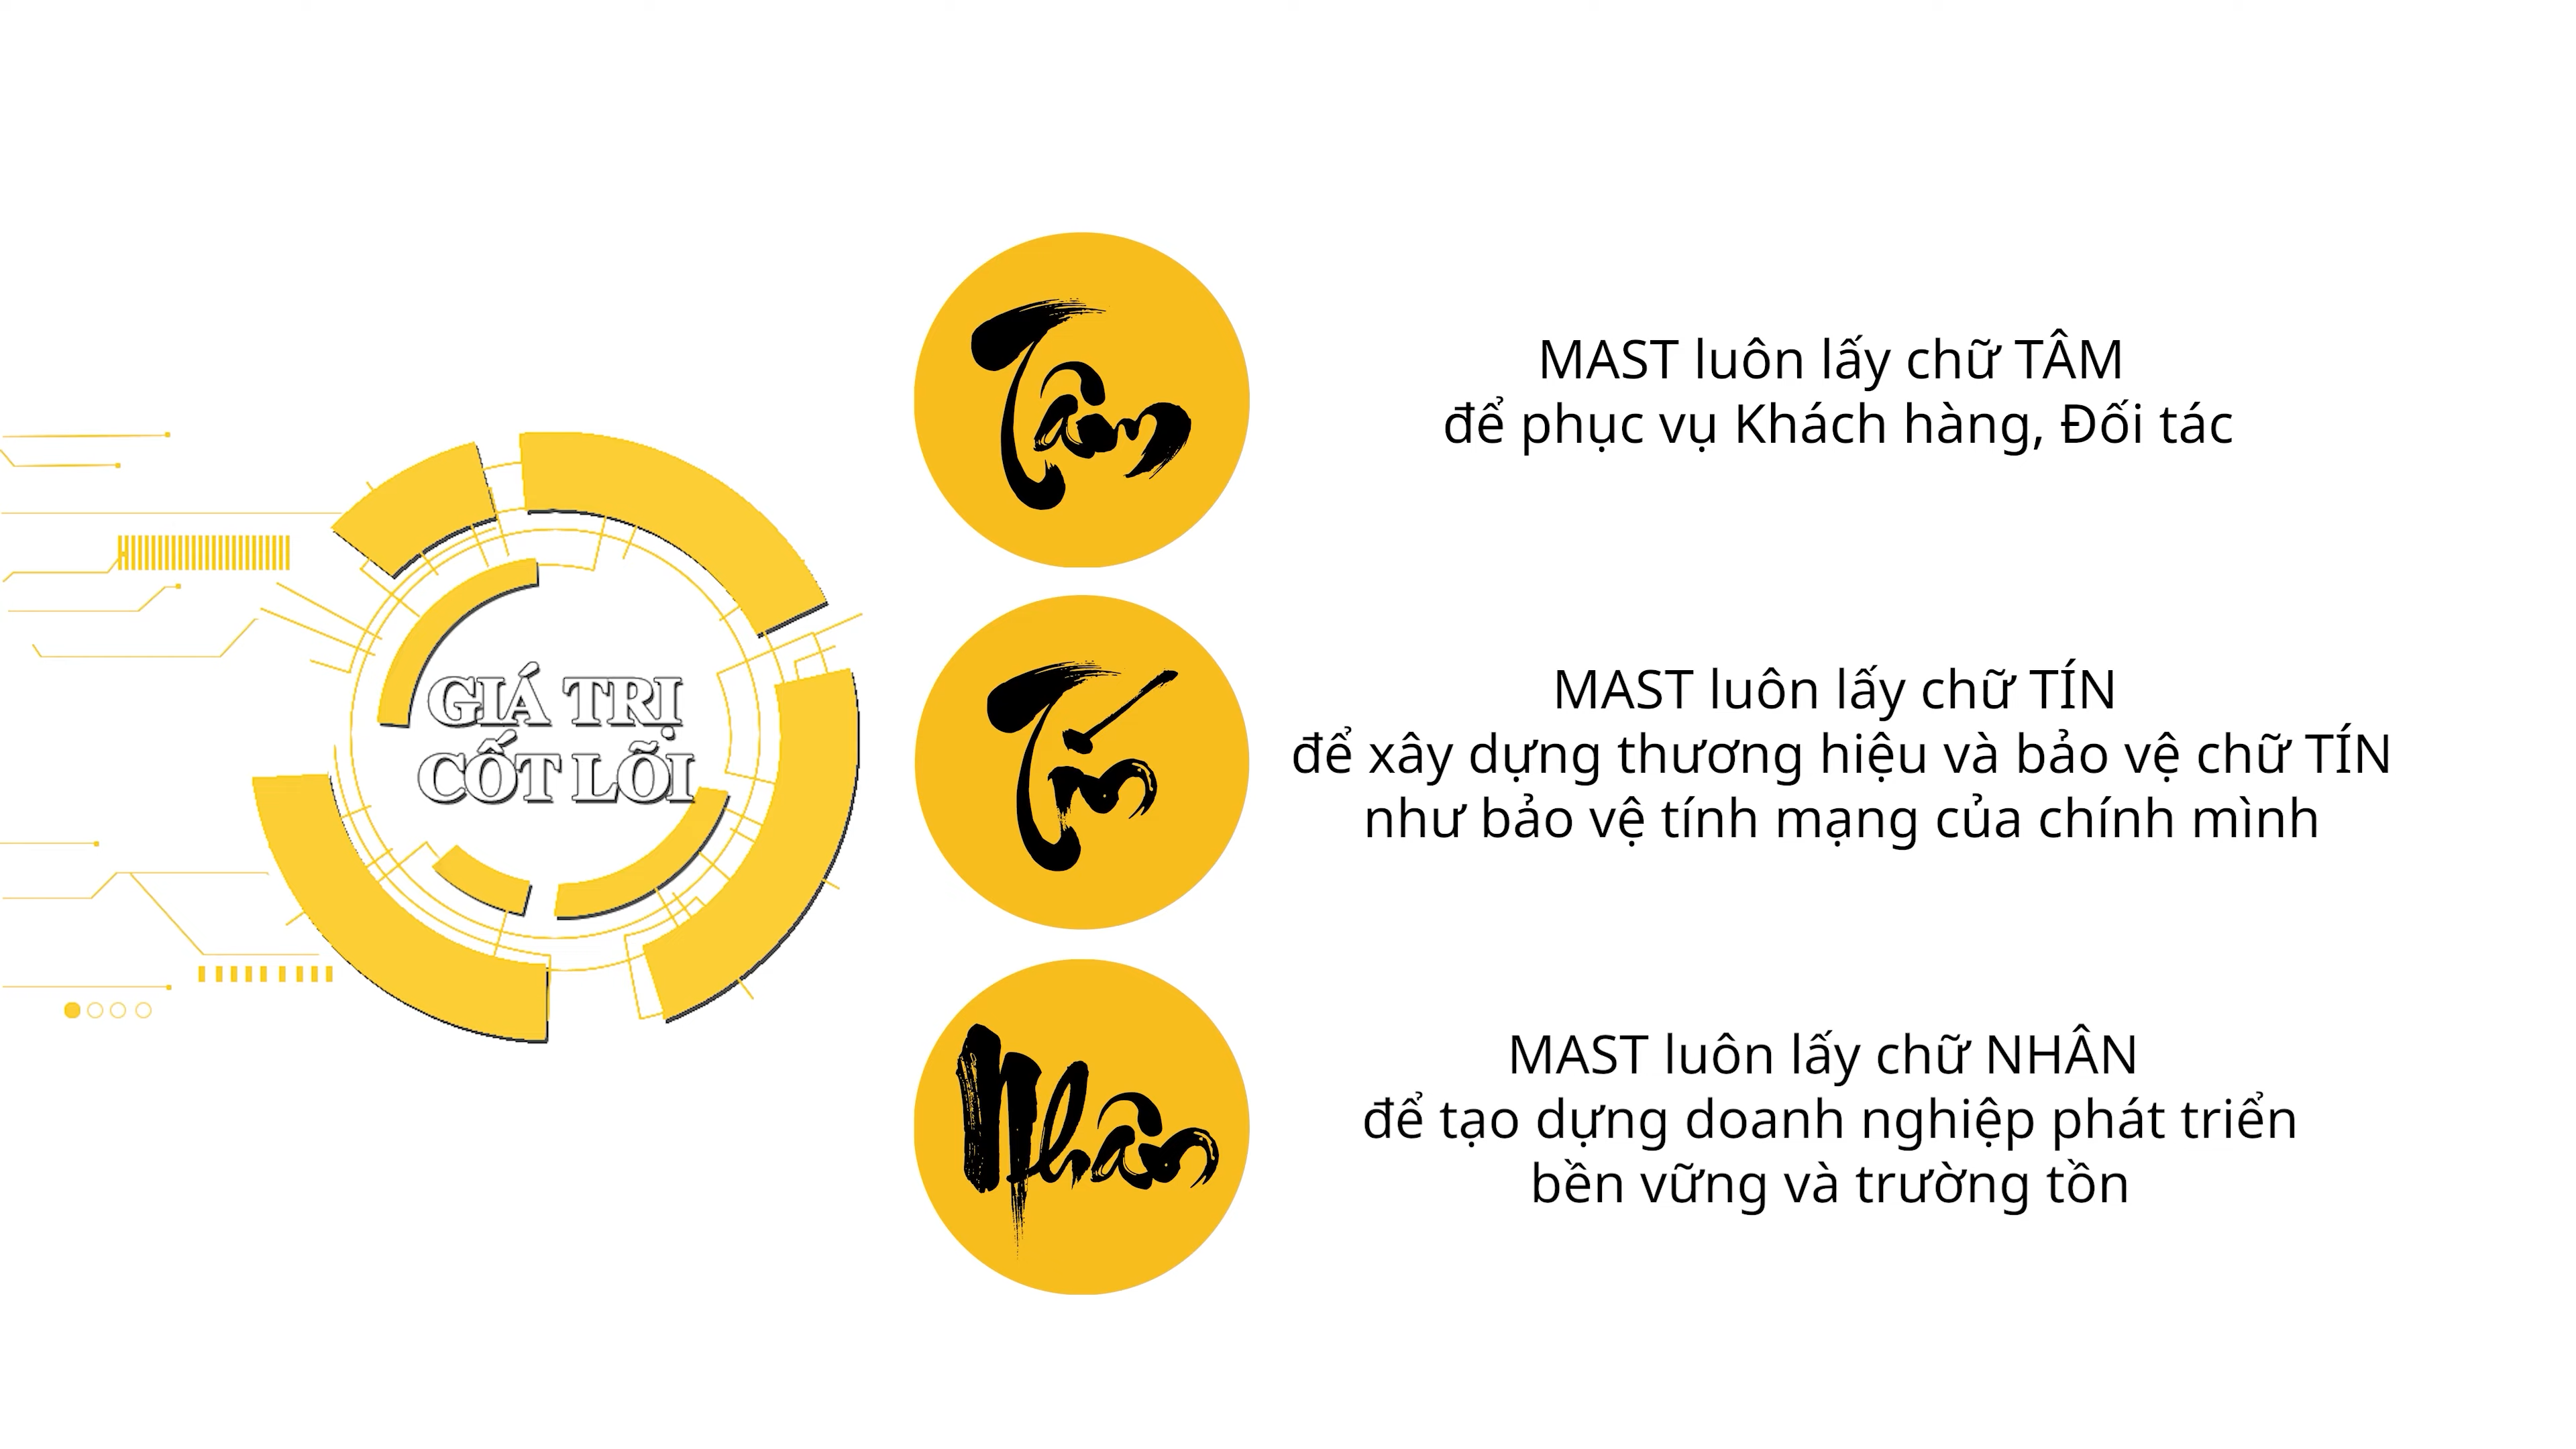 GIÁ TRỊ
CỐT LÕI
Tâm
MAST luôn lấy chữ TÂM
để phục vụ Khách hàng, Đối tác
Tín
MAST luôn lấy chữ TÍN
để xây dựng thương hiệu và bảo vệ chữ TÍN
như bảo vệ tính mạng của chính mình
Nhân
MAST luôn lấy chữ NHÂN
để tạo dựng doanh nghiệp phát triển
bền vững và trường tồn